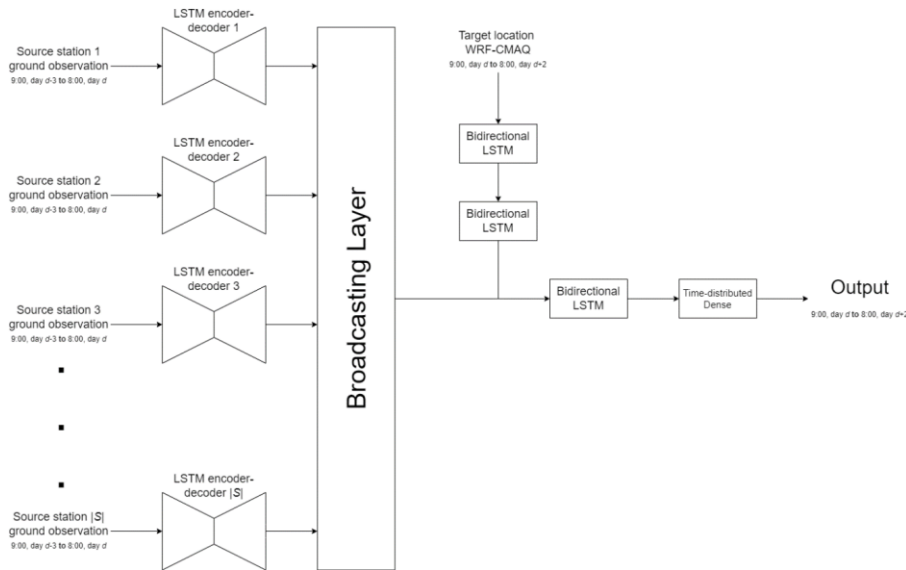 LSTM encoder-
decoder 1
Source station 1
ground observation
9:00, day d-3 to 8:00, day d
LSTM encoder-
decoder 2
Source station 2
ground observation
9:00, day d-3 to 8:00, day d
LSTM encoder-
decoder 3
Source station 3
ground observation
9:00, day d-3 to 8:00, day d
LSTM encoder-
decoder |S|
Source station |S|
ground observation
9:00, day d-3 to 8:00, day d
Broadcasting Layer
Target location
WRF-CMAQ
9:00, day d to 8:00, day d+2
Bidirectional
LSTM
Bidirectional
LSTM
Bidirectional
LSTM
Time-distributed
Dense
Output
9:00, day d to 8:00, day d+2